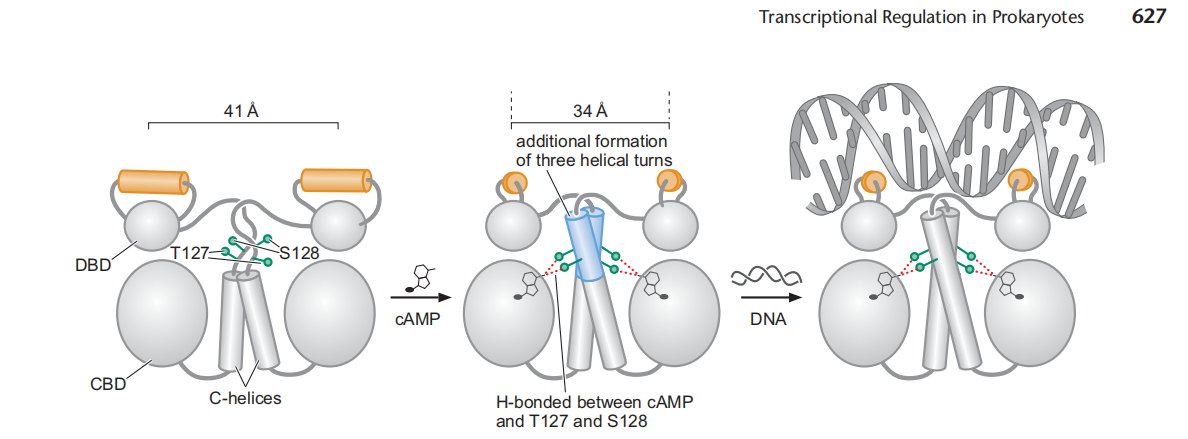 Transcriptional Regulation in Prokaryotes 627
41 Å
34 Å
additional formation
of three helical turns
T127
S128
DBD
cAMP
DNA
CBD
C-helices
H-bonded between cAMP
and T127 and S128